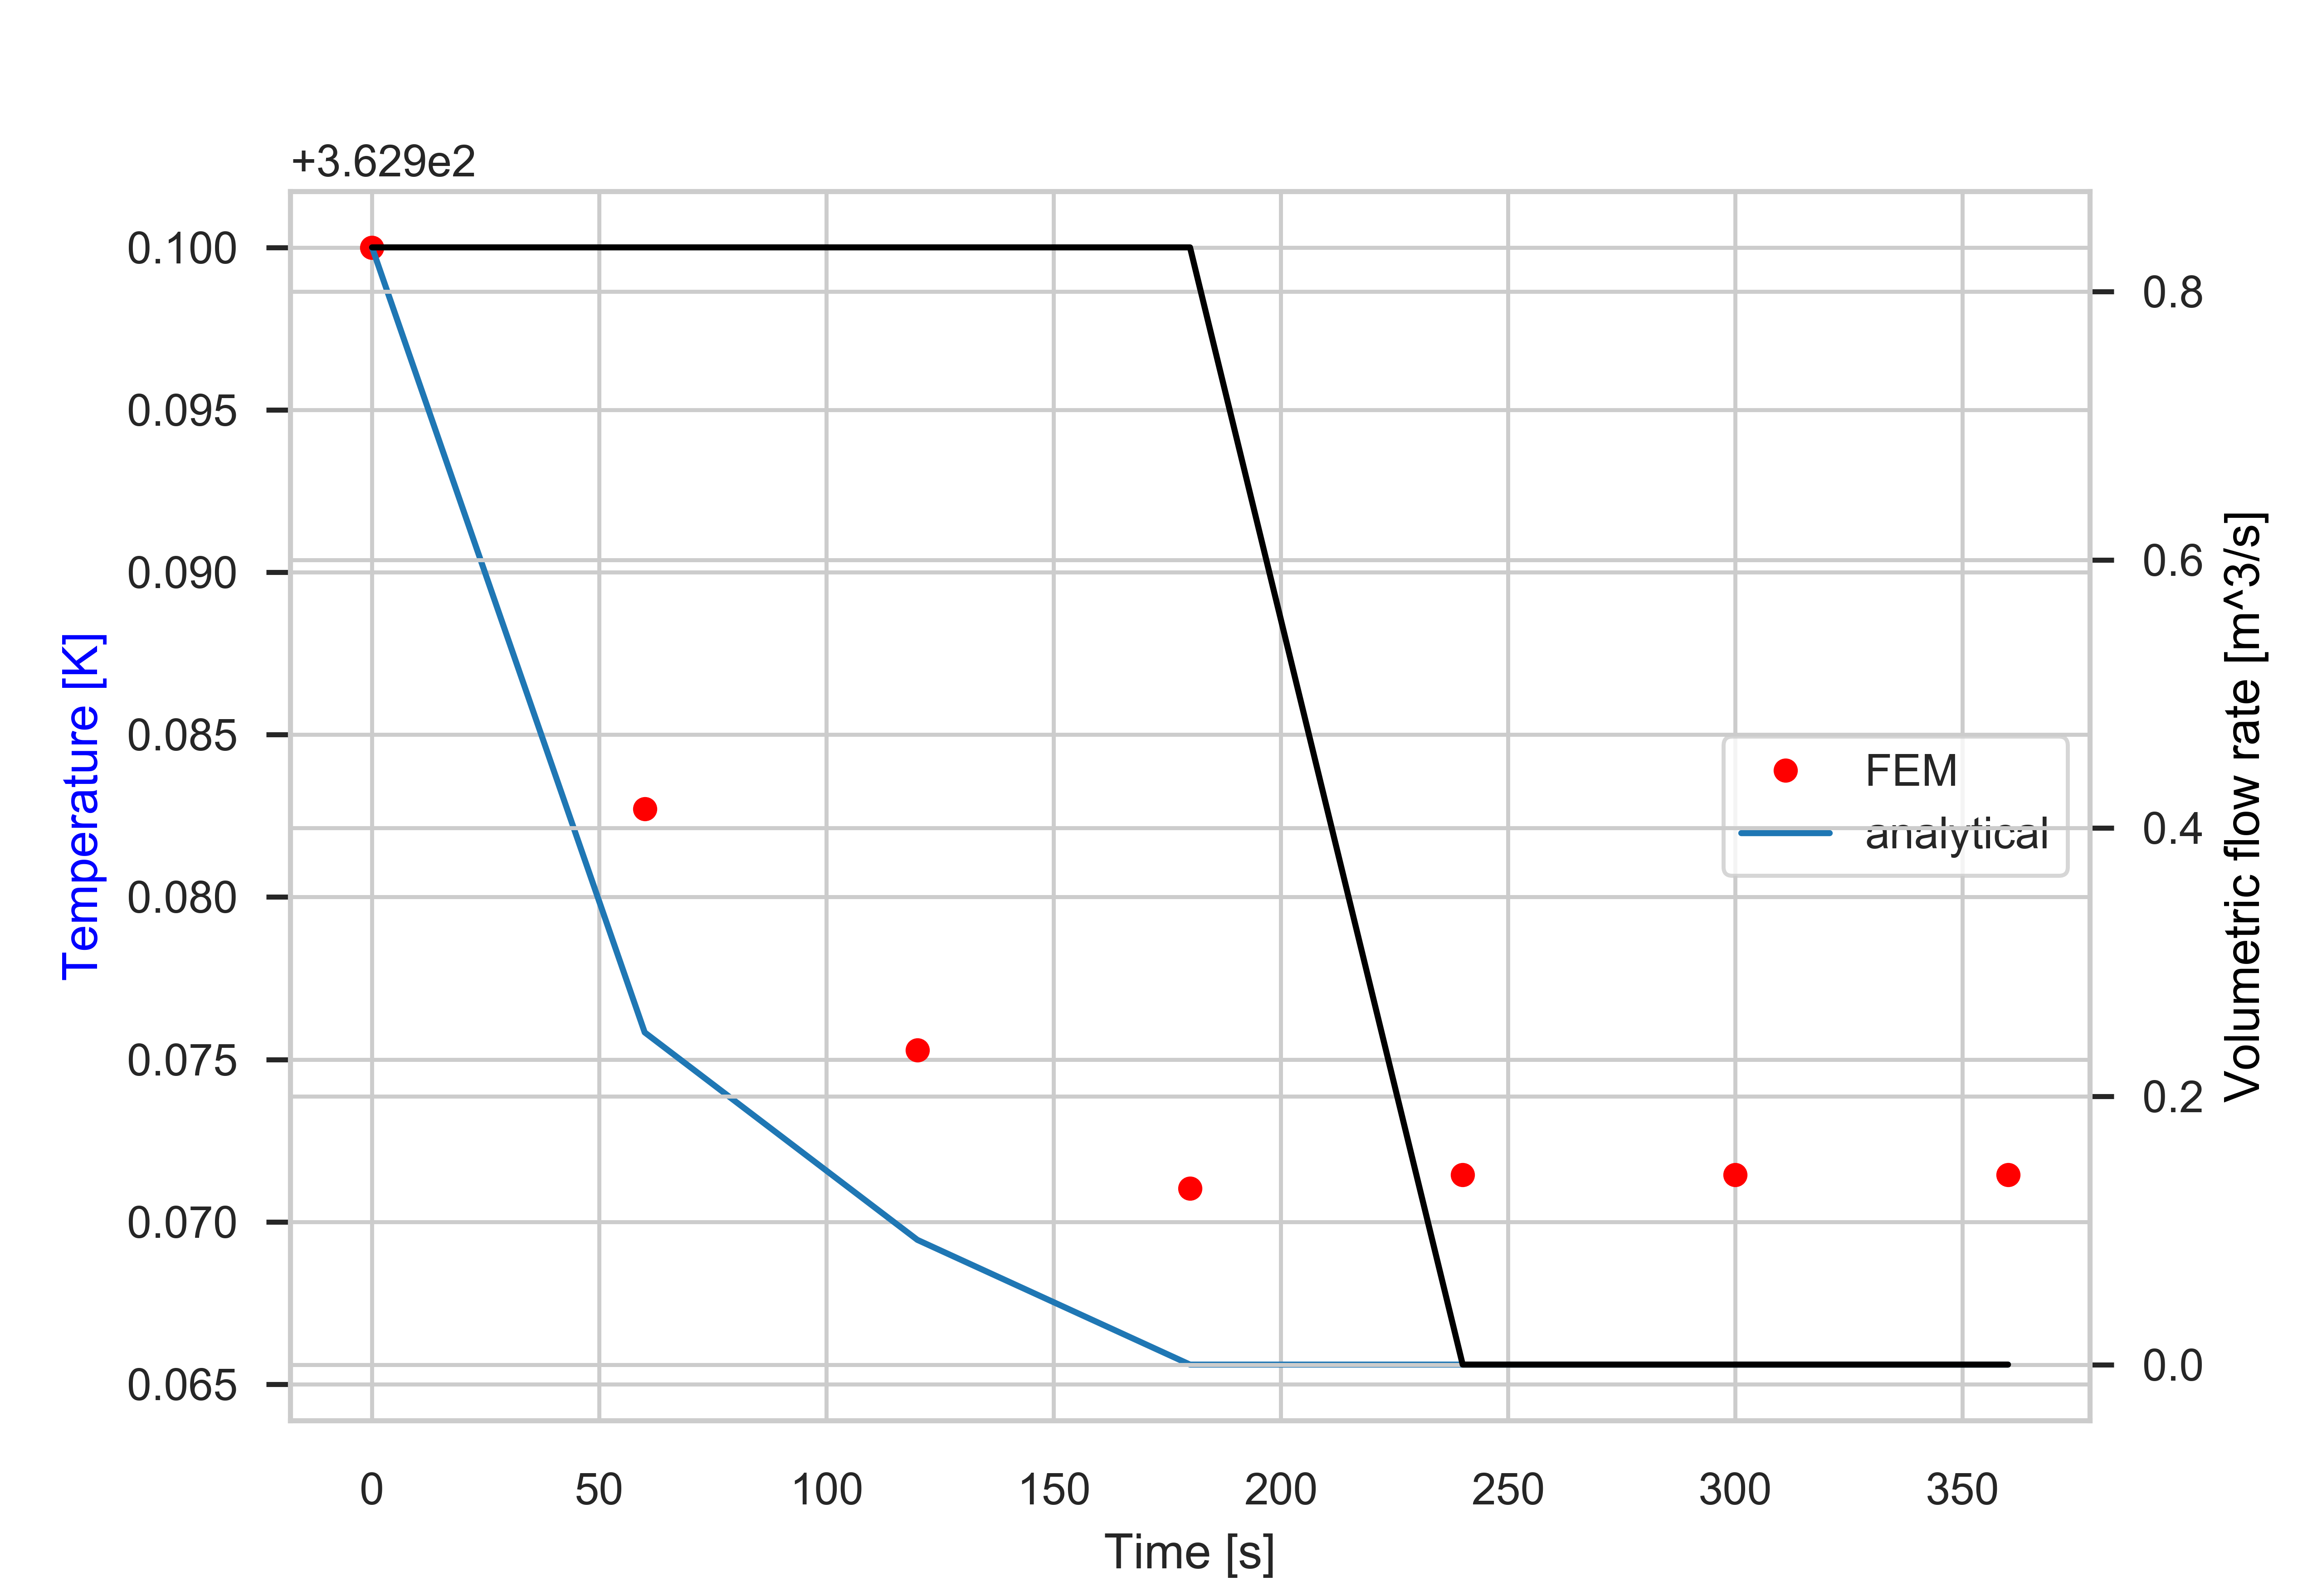 +3.629e2
0.100
0.095
0.090
0.085
0.080
0.075
0.070
0.065
Temperature [K]
0.8
0.6
0.4
0.2
0.0
Volumetric flow rate [m^3/s]
FEM
analytical
0 50 100 150 200 250 300 350
Time [s]